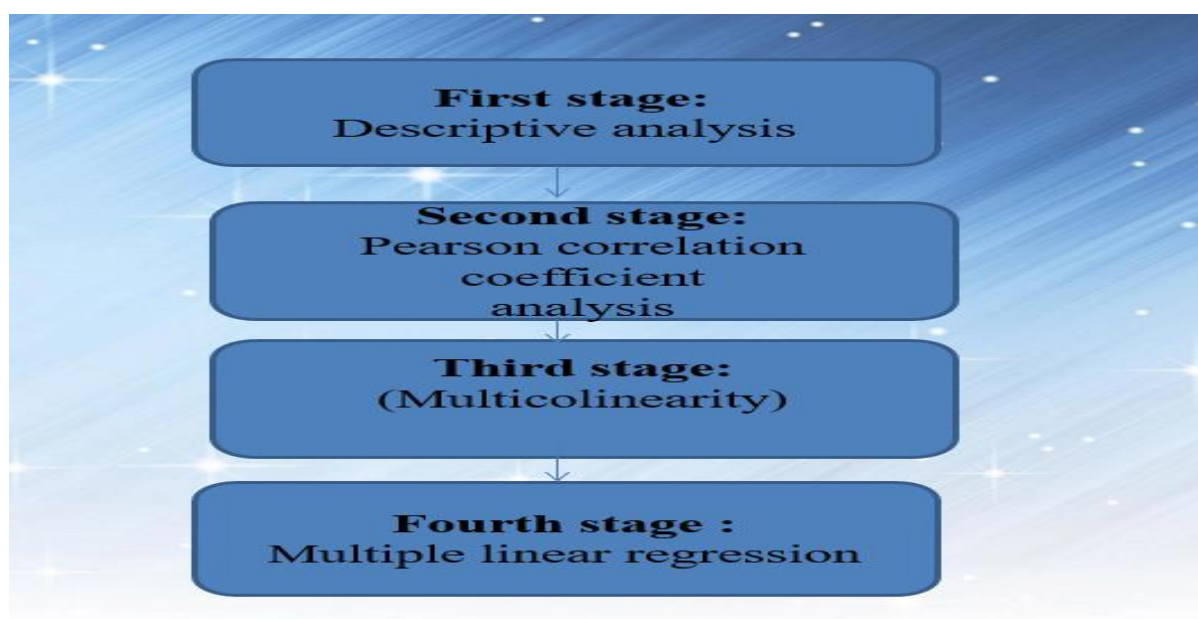 First stage:
Descriptive analysis
Second stage:
Pearson correlation
coefficient
analysis
Third stage:
(Multicolinearity)
Fourth stage :
Multiple linear regression